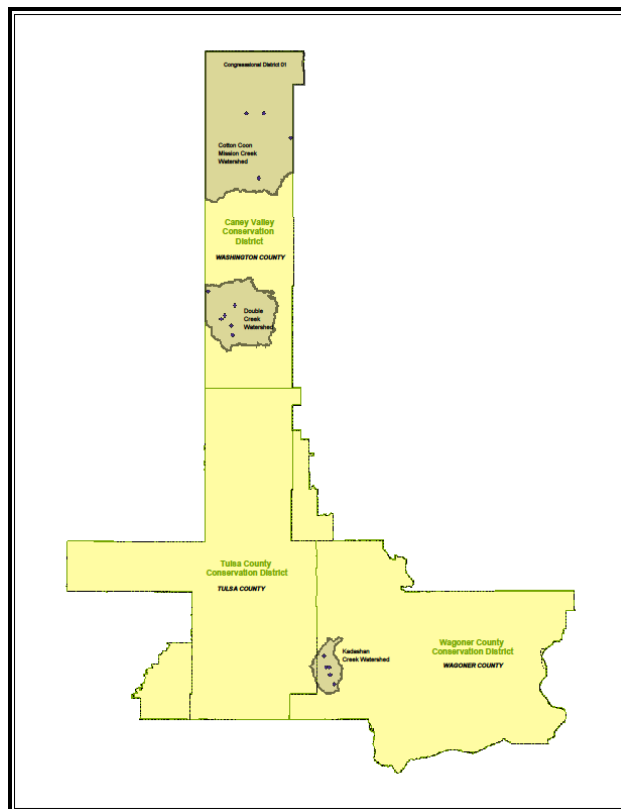 Congressional District 01
Cotton Coon
Mission Creek
Watershed
Caney Valley
Conservation
District
WASHINGTON COUNTY
Double
Creek
Watershed
Tulsa County
Conservation District
TULSA COUNTY
Kadashan
Creek Watershed
Wagoner County
Conservation District
WAGONER COUNTY